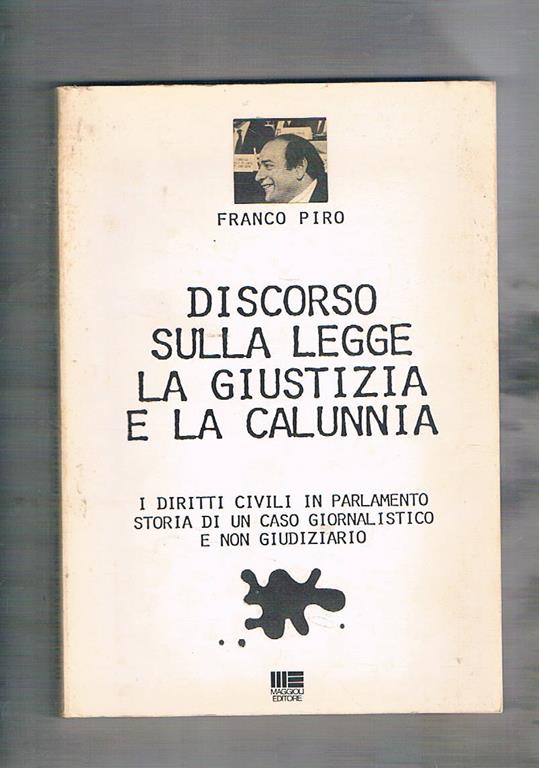 FRANCO PIRO
DISCORSO
SULLA LEGGE
LA GIUSTIZIA
E LA CALUNNIA
I DIRITTI CIVILI IN PARLAMENTO
STORIA DI UN CASO GIORNALISTICO
E NON GIUDIZIARIO
MAGGIOLI
EDITORE